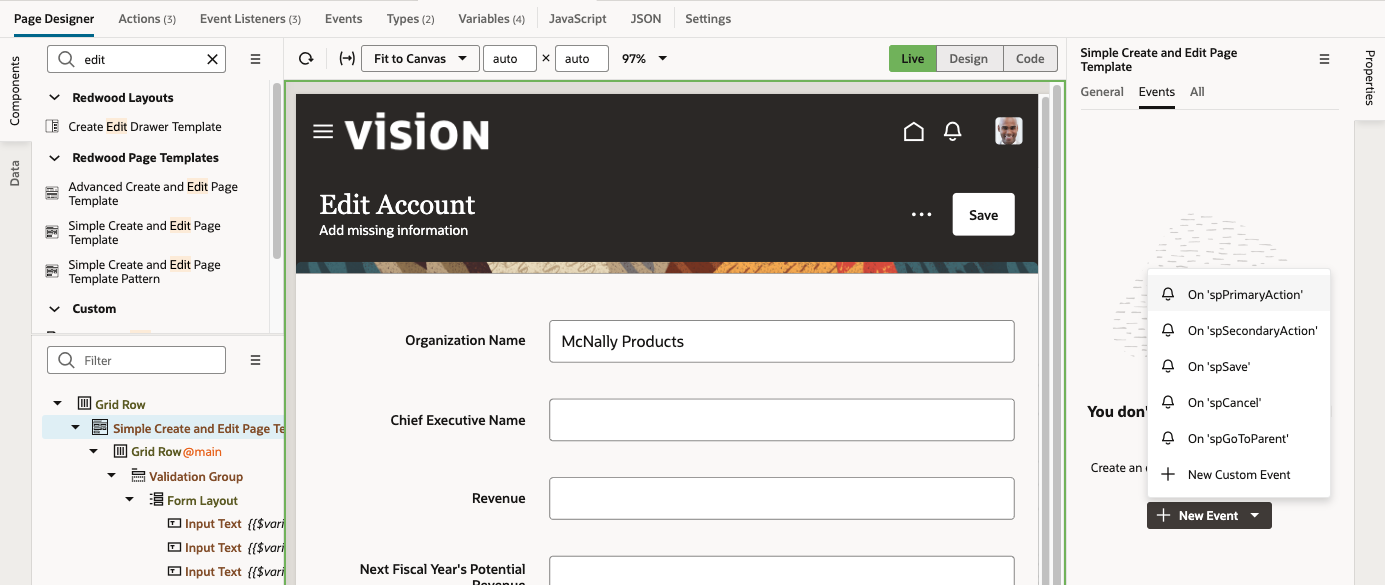 Page Designer
Actions (3)
Event Listeners (3)
Events
Types (2)
Variables (4)
JavaScript
JSON
Settings
Components
Data
edit
Redwood Layouts
Create Edit Drawer Template
Redwood Page Templates
Advanced Create and Edit Page
Template
Simple Create and Edit Page
Template
Simple Create and Edit Page
Template Pattern
Custom
Filter
Grid Row
Simple Create and Edit Page Te
Grid Row @main
Validation Group
Form Layout
Input Text {{$vari
Input Text {{$vari
Input Text {{$vari
Fit to Canvas
auto
×
auto
97%
Live
Design
Code
VISION
Edit Account
Add missing information
Save
Organization Name
McNally Products
Chief Executive Name
Revenue
Next Fiscal Year's Potential
Revenue
Simple Create and Edit Page
Template
General
Events
All
You don'
Create an
On 'spPrimaryAction'
On 'spSecondaryAction'
On 'spSave'
On 'spCancel'
On 'spGoToParent'
New Custom Event
New Event
Properties